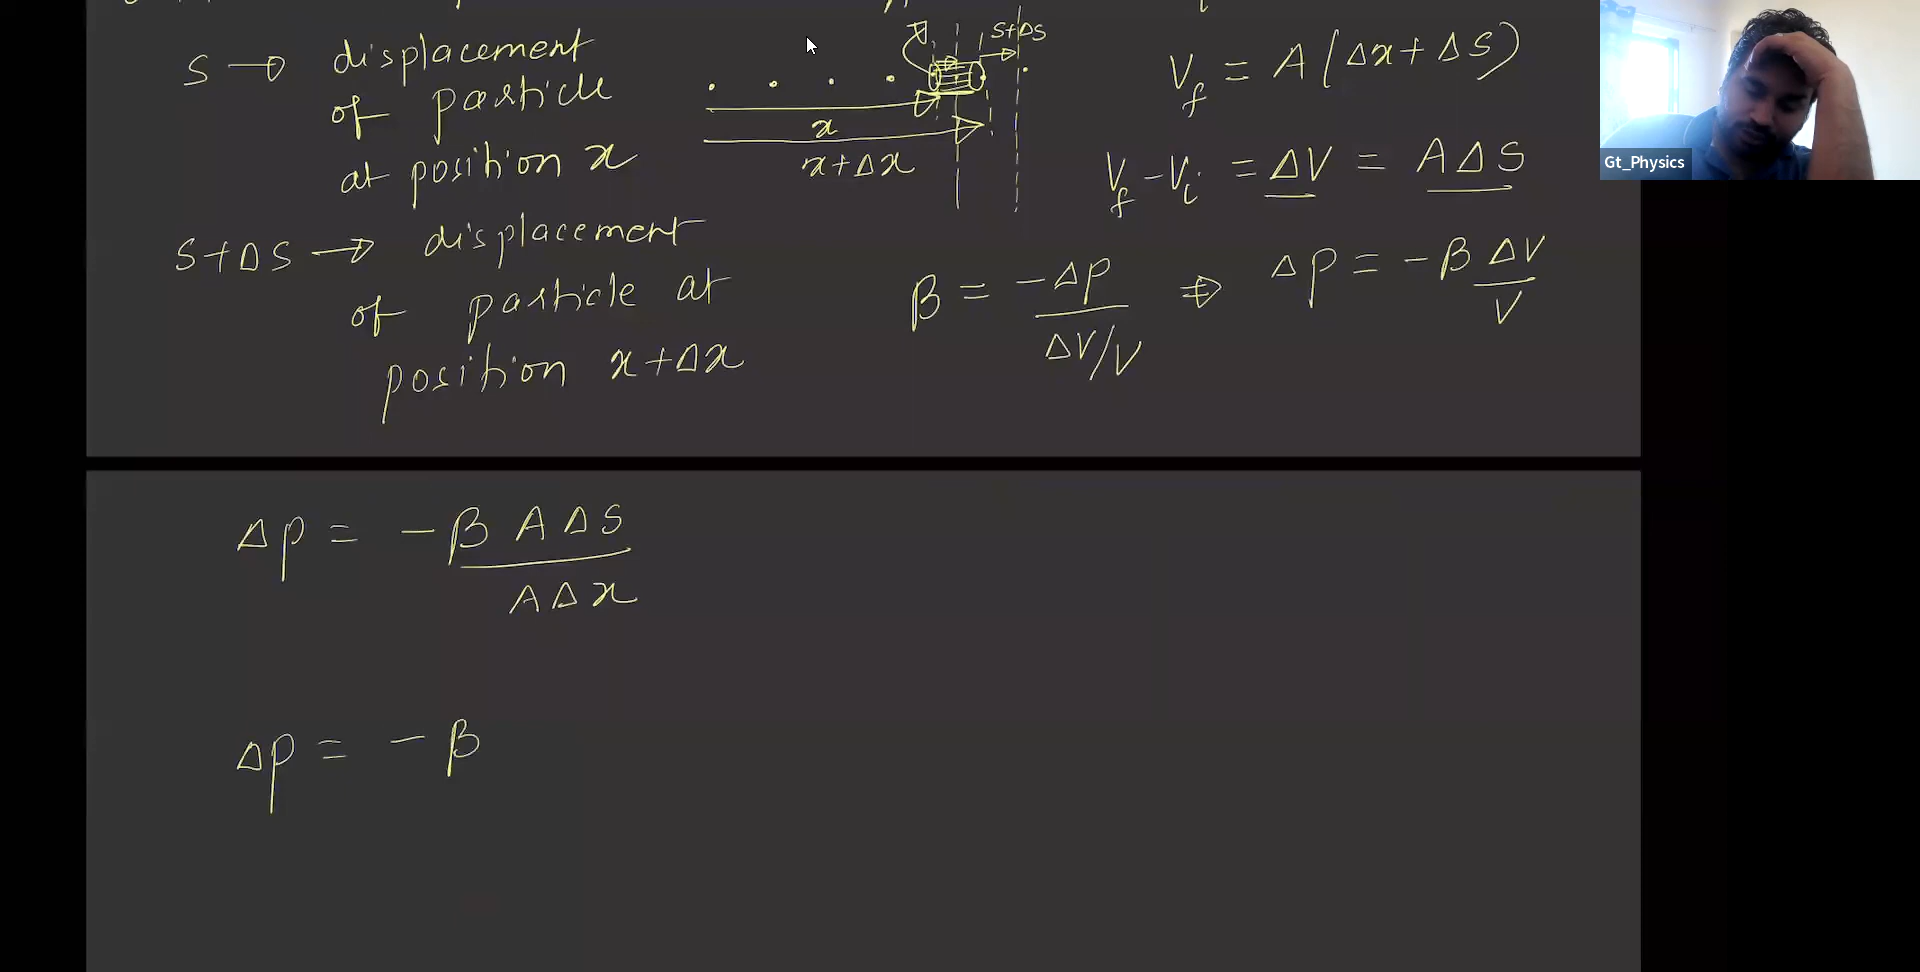 S → displacement
of particle
at position x
S+ΔS → displacement
of particle at
position x+Δx
S+ΔS
x
x+Δx
V_f = A(Δx+ΔS)
V_f - V_i = ΔV = AΔS
β = -Δp / (ΔV/V) ⇒ Δp = -β ΔV/V
Δp = -β AΔS / AΔx
Δp = -β
Gt_Physics